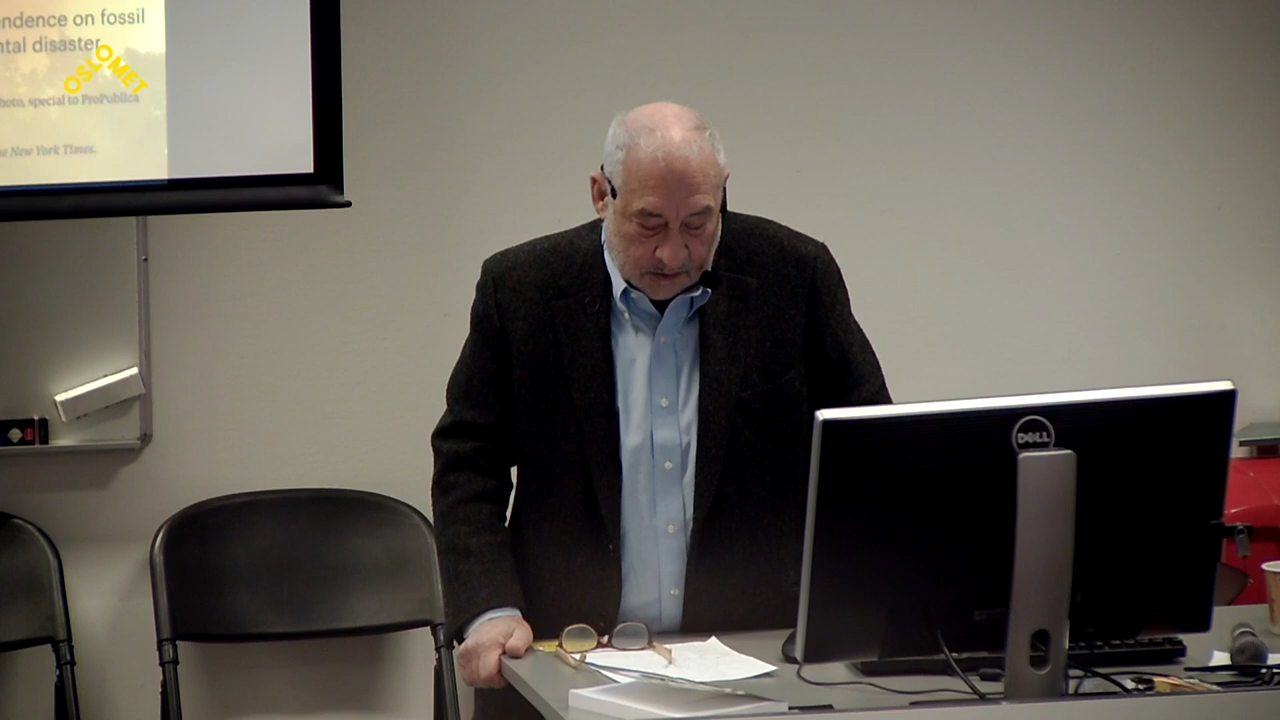 ndence on fossil
ntal disaster
OSLOMET
hoto, special to ProPublica
e New York Times.
DELL